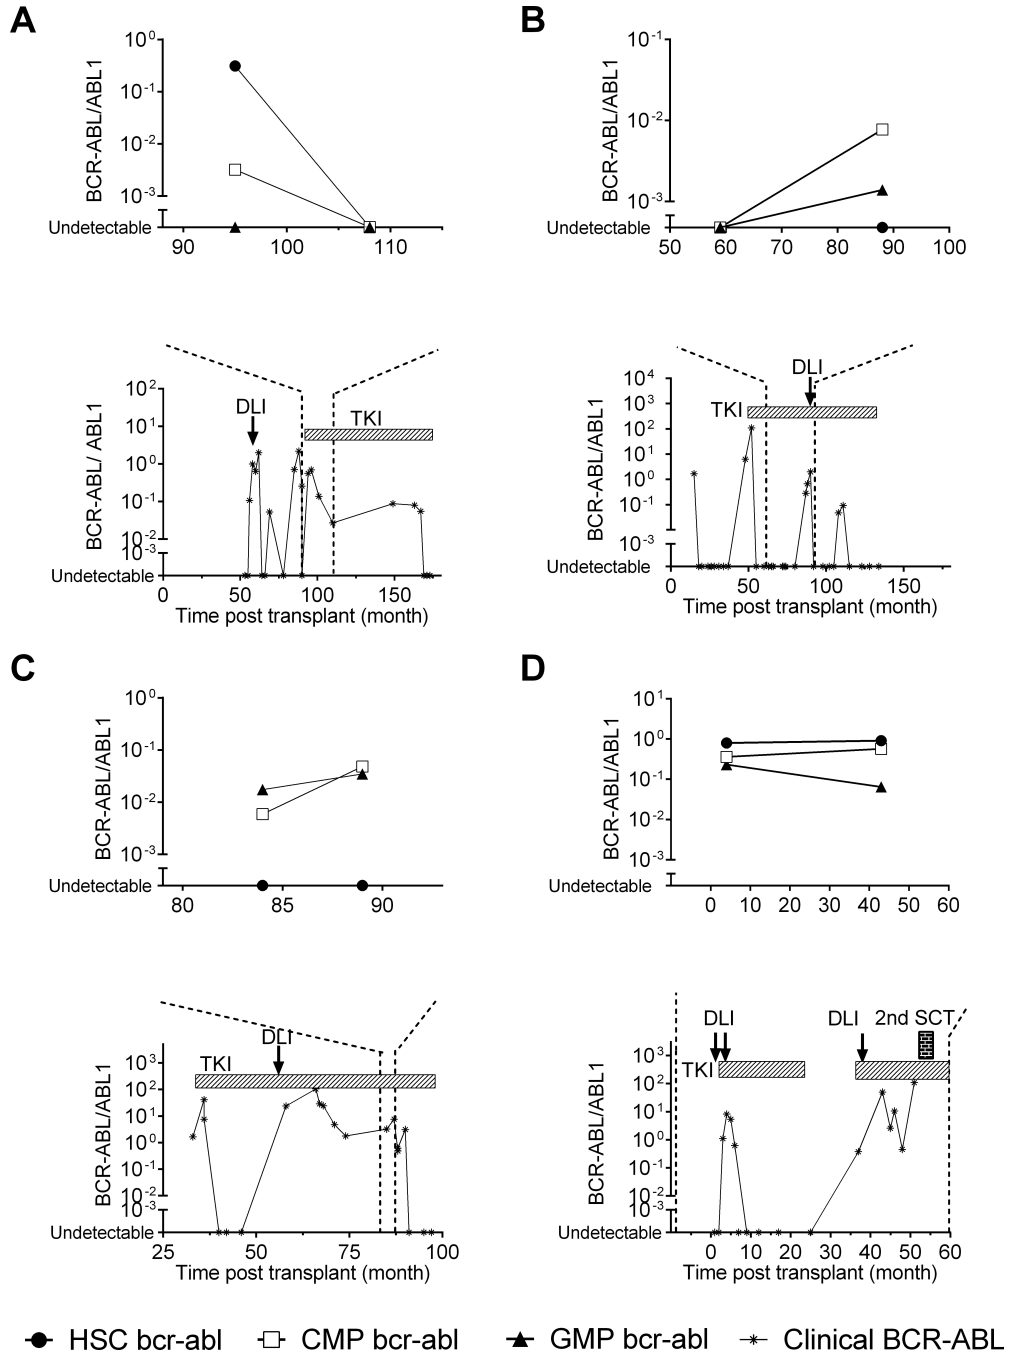 A
BCR-ABL/ABL1
10^0
10^-1
10^-2
10^-3
Undetectable
90 100 110
BCR-ABL/ ABL1
10^2
10^1
10^0
10^-1
10^-2
10^-3
Undetectable
DLI
TKI
0 50 100 150
Time post transplant (month)
B
BCR-ABL/ABL1
10^-1
10^-2
10^-3
Undetectable
50 60 70 80 90 100
DLI
TKI
BCR-ABL/ABL1
10^4
10^3
10^2
10^1
10^0
10^-1
10^-3
Undetectable
0 50 100 150
Time post transplant (month)
C
BCR-ABL/ABL1
10^0
10^-1
10^-2
10^-3
Undetectable
80 85 90
DLI
TKI
BCR-ABL/ABL1
10^3
10^2
10^1
10^0
10^-1
10^-2
10^-3
Undetectable
25 50 75 100
Time post transplant (month)
D
BCR-ABL/ABL1
10^1
10^0
10^-1
10^-2
10^-3
Undetectable
0 10 20 30 40 50 60
DLI DLI 2nd SCT
TKI
BCR-ABL/ABL1
10^3
10^2
10^1
10^0
10^-1
10^-2
10^-3
Undetectable
0 10 20 30 40 50 60
Time post transplant (month)
HSC bcr-abl CMP bcr-abl GMP bcr-abl Clinical BCR-ABL